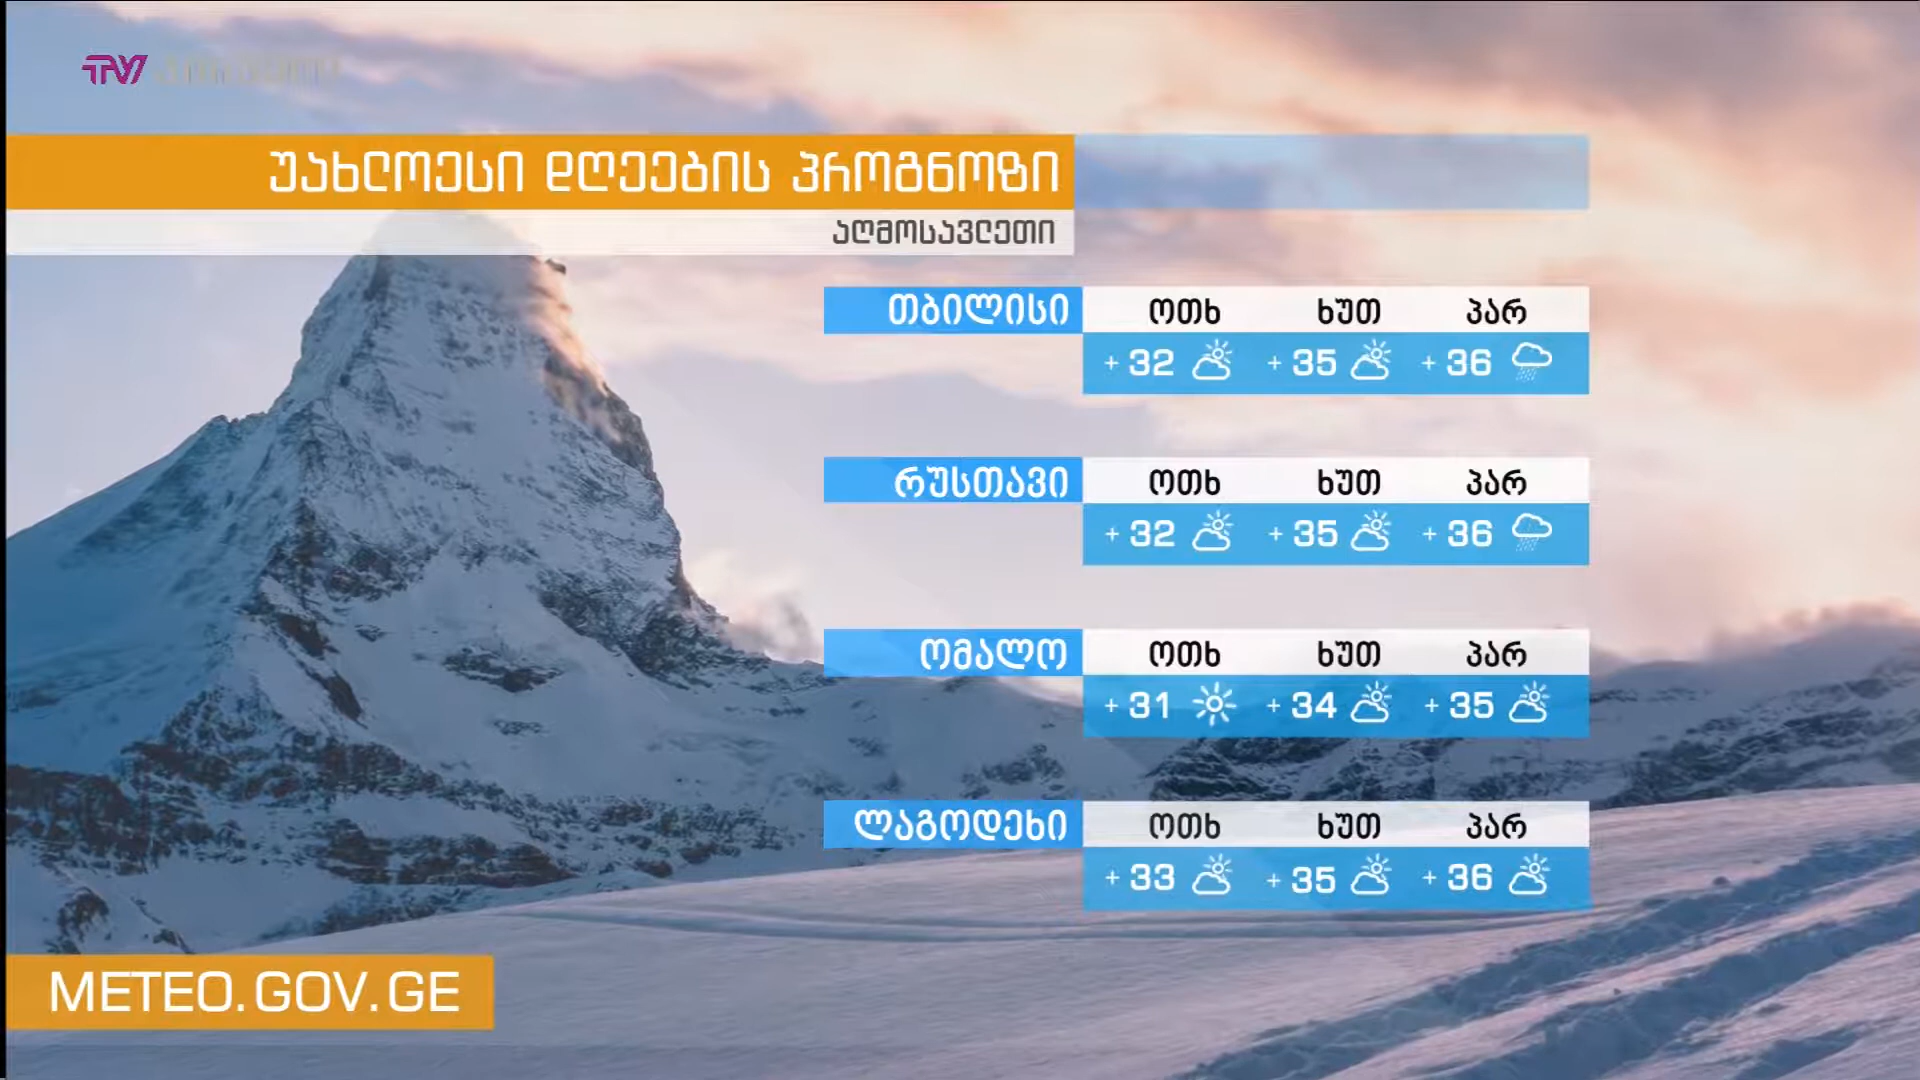 TV
უახლოესი დღეების პროგნოზი
აღმოსავლეთი
თბილისი ოთხ ხუთ პარ
+ 32 + 35 + 36
რუსთავი ოთხ ხუთ პარ
+ 32 + 35 + 36
ომალო ოთხ ხუთ პარ
+ 31 + 34 + 35
ლაგოდეხი ოთხ ხუთ პარ
+ 33 + 35 + 36
METEO.GOV.GE